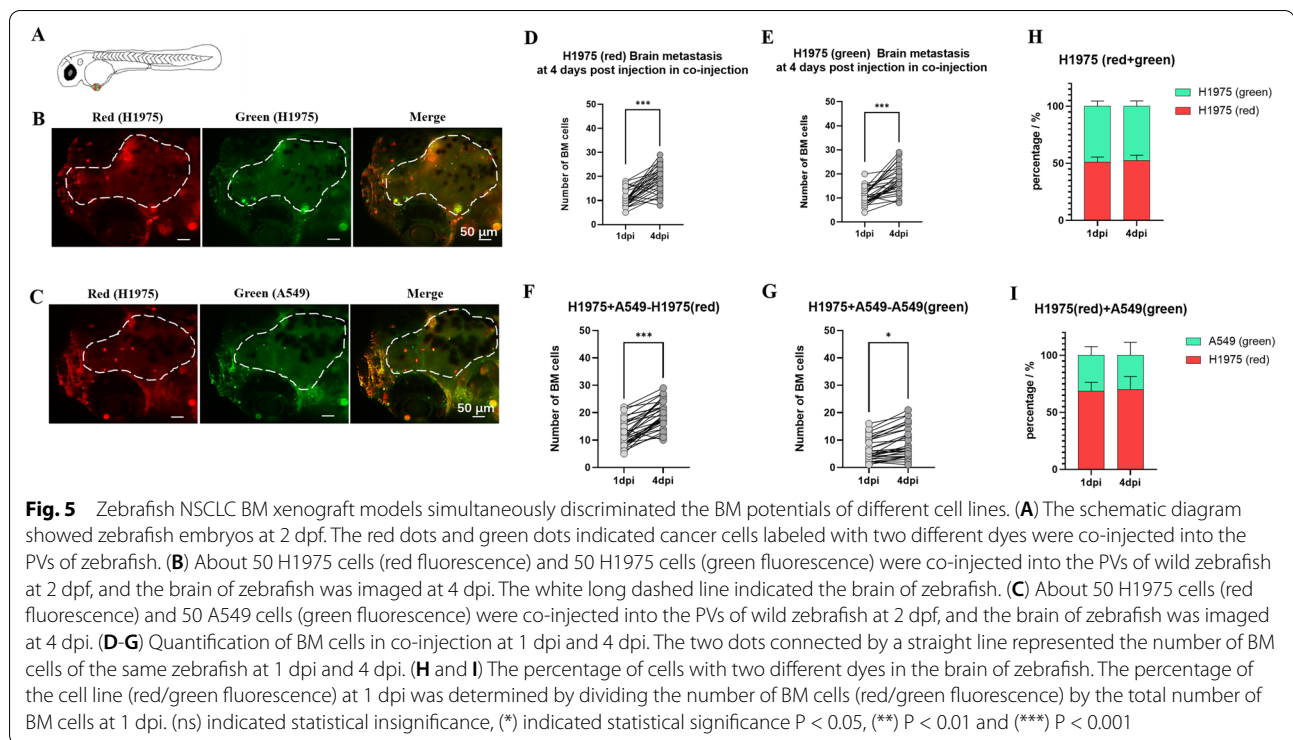 A
B
Red (H1975)
Green (H1975)
Merge
50 μm
C
Red (H1975)
Green (A549)
Merge
50 μm
D
H1975 (red) Brain metastasis
at 4 days post injection in co-injection
Number of BM cells
50
40
30
20
10
0
***
1dpi
4dpi
E
H1975 (green) Brain metastasis
at 4 days post injection in co-injection
Number of BM cells
50
40
30
20
10
0
***
1dpi
4dpi
F
H1975+A549-H1975(red)
Number of BM cells
50
40
30
20
10
0
***
1dpi
4dpi
G
H1975+A549-A549(green)
Number of BM cells
50
40
30
20
10
0
*
1dpi
4dpi
H
H1975 (red+green)
percentage / %
100
50
0
1dpi
4dpi
H1975 (green)
H1975 (red)
I
H1975(red)+A549(green)
percentage / %
100
50
0
1dpi
4dpi
A549 (green)
H1975 (red)
Fig. 5 Zebrafish NSCLC BM xenograft models simultaneously discriminated the BM potentials of different cell lines. (A) The schematic diagram
showed zebrafish embryos at 2 dpf. The red dots and green dots indicated cancer cells labeled with two different dyes were co-injected into the
PVs of zebrafish. (B) About 50 H1975 cells (red fluorescence) and 50 H1975 cells (green fluorescence) were co-injected into the PVs of wild zebrafish
at 2 dpf, and the brain of zebrafish was imaged at 4 dpi. The white long dashed line indicated the brain of zebrafish. (C) About 50 H1975 cells (red
fluorescence) and 50 A549 cells (green fluorescence) were co-injected into the PVs of wild zebrafish at 2 dpf, and the brain of zebrafish was imaged
at 4 dpi. (D-G) Quantification of BM cells in co-injection at 1 dpi and 4 dpi. The two dots connected by a straight line represented the number of BM
cells of the same zebrafish at 1 dpi and 4 dpi. (H and I) The percentage of cells with two different dyes in the brain of zebrafish. The percentage of
the cell line (red/green fluorescence) at 1 dpi was determined by dividing the number of BM cells (red/green fluorescence) by the total number of
BM cells at 1 dpi. (ns) indicated statistical insignificance, (*) indicated statistical significance P < 0.05, (**) P < 0.01 and (***) P < 0.001